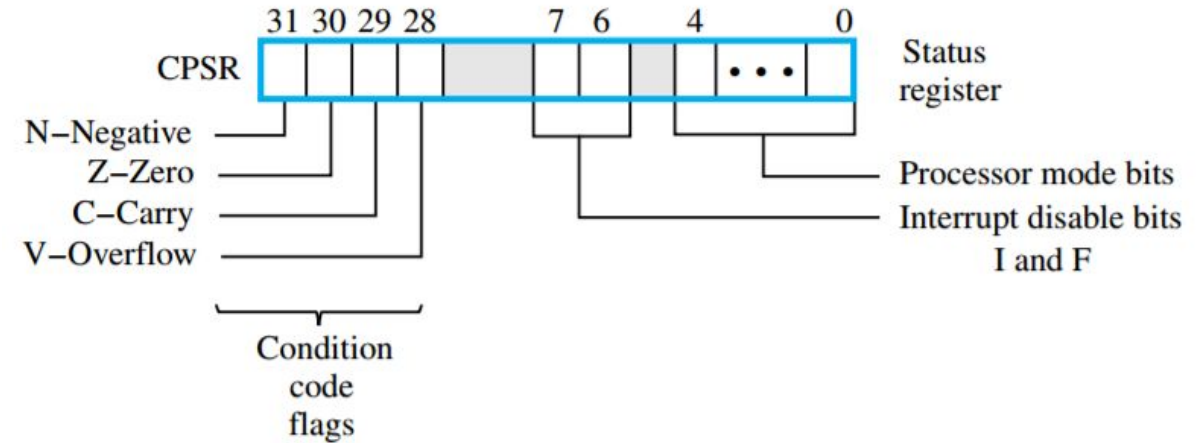 31 30 29 28 7 6 4 0
CPSR
• • •
Status
register
N–Negative
Z–Zero
C–Carry
V–Overflow
Processor mode bits
Interrupt disable bits
I and F
Condition
code
flags